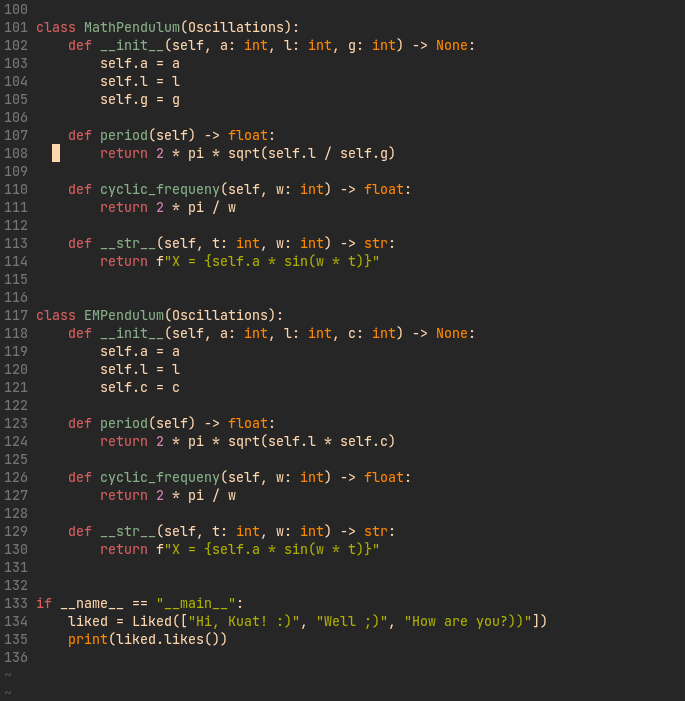 100
101 class MathPendulum(Oscillations):
102     def __init__(self, a: int, l: int, g: int) -> None:
103         self.a = a
104         self.l = l
105         self.g = g
106
107     def period(self) -> float:
108         return 2 * pi * sqrt(self.l / self.g)
109
110     def cyclic_frequeny(self, w: int) -> float:
111         return 2 * pi / w
112
113     def __str__(self, t: int, w: int) -> str:
114         return f"X = {self.a * sin(w * t)}"
115
116
117 class EMPendulum(Oscillations):
118     def __init__(self, a: int, l: int, c: int) -> None:
119         self.a = a
120         self.l = l
121         self.c = c
122
123     def period(self) -> float:
124         return 2 * pi * sqrt(self.l * self.c)
125
126     def cyclic_frequeny(self, w: int) -> float:
127         return 2 * pi / w
128
129     def __str__(self, t: int, w: int) -> str:
130         return f"X = {self.a * sin(w * t)}"
131
132
133 if __name__ == "__main__":
134     liked = Liked(["Hi, Kuat! :)", "Well ;)", "How are you?))"])
135     print(liked.likes())
136
~
~